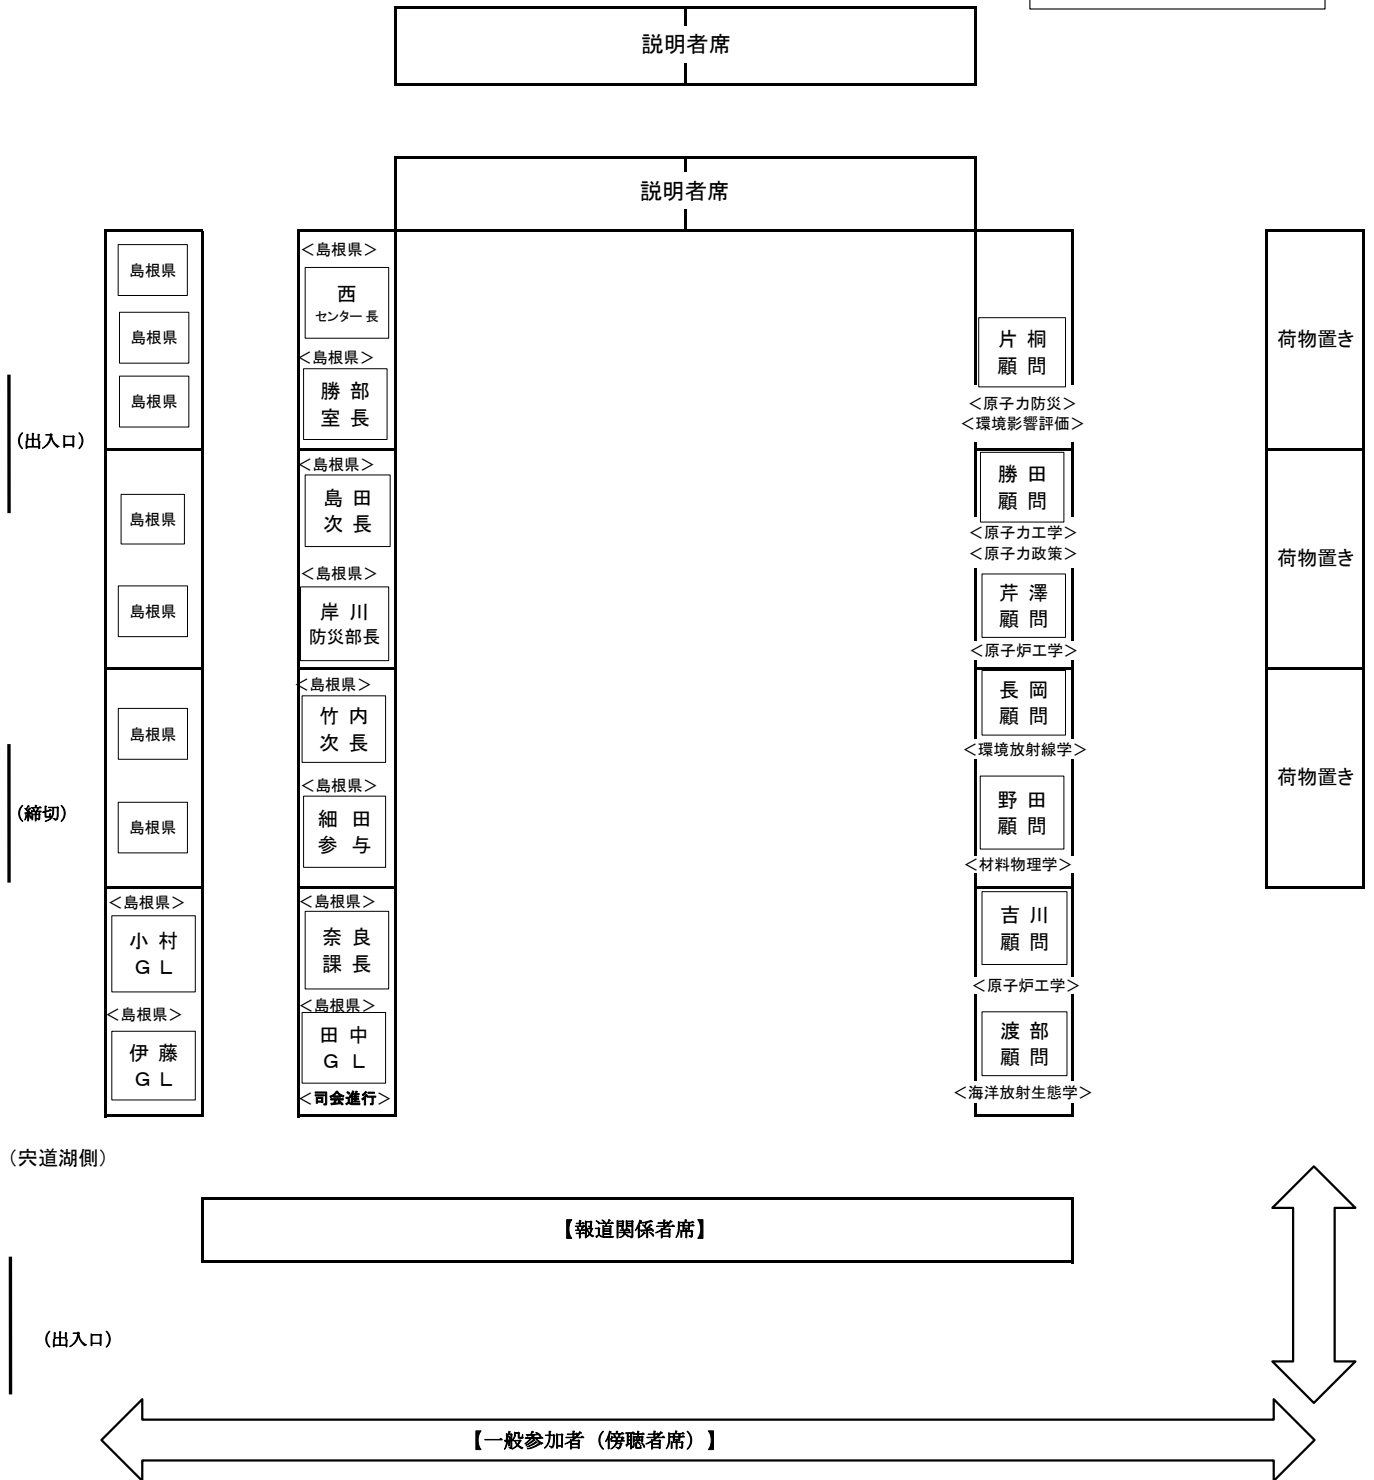 説明者席
説明者席
島根県
島根県
島根県
(出入口)
島根県
島根県
島根県
(締切)
島根県
＜島根県＞
小 村
Ｇ Ｌ
＜島根県＞
伊 藤
Ｇ Ｌ
＜島根県＞
西
センター 長
＜島根県＞
勝 部
室 長
＜島根県＞
島 田
次 長
＜島根県＞
岸 川
防災部長
＜島根県＞
竹 内
次 長
＜島根県＞
細 田
参 与
＜島根県＞
奈 良
課 長
＜島根県＞
田 中
Ｇ Ｌ
＜司会進行＞
片 桐
顧 問
＜原子力防災＞
＜環境影響評価＞
勝 田
顧 問
＜原子力工学＞
＜原子力政策＞
芹 澤
顧 問
＜原子炉工学＞
長 岡
顧 問
＜環境放射線学＞
野 田
顧 問
＜材料物理学＞
吉 川
顧 問
＜原子炉工学＞
渡 部
顧 問
＜海洋放射生態学＞
荷物置き
荷物置き
荷物置き
（宍道湖側）
【報道関係者席】
(出入口)
【一般参加者（傍聴者席）】